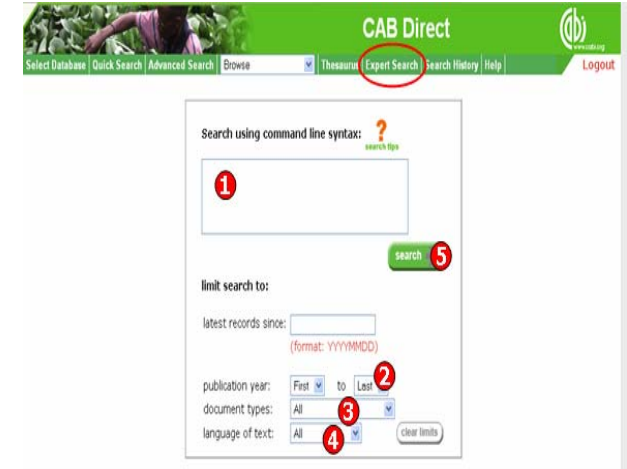 CAB Direct
www.cabi.org
Select Database Quick Search Advanced Search Browse Thesaurus Expert Search Search History Help Logout
Search using command line syntax: ?
search tips
1
search 5
limit search to:
latest records since:
(format: YYYYMMDD)
publication year: First to Last 2
document types: All 3
language of text: All 4 clear limits